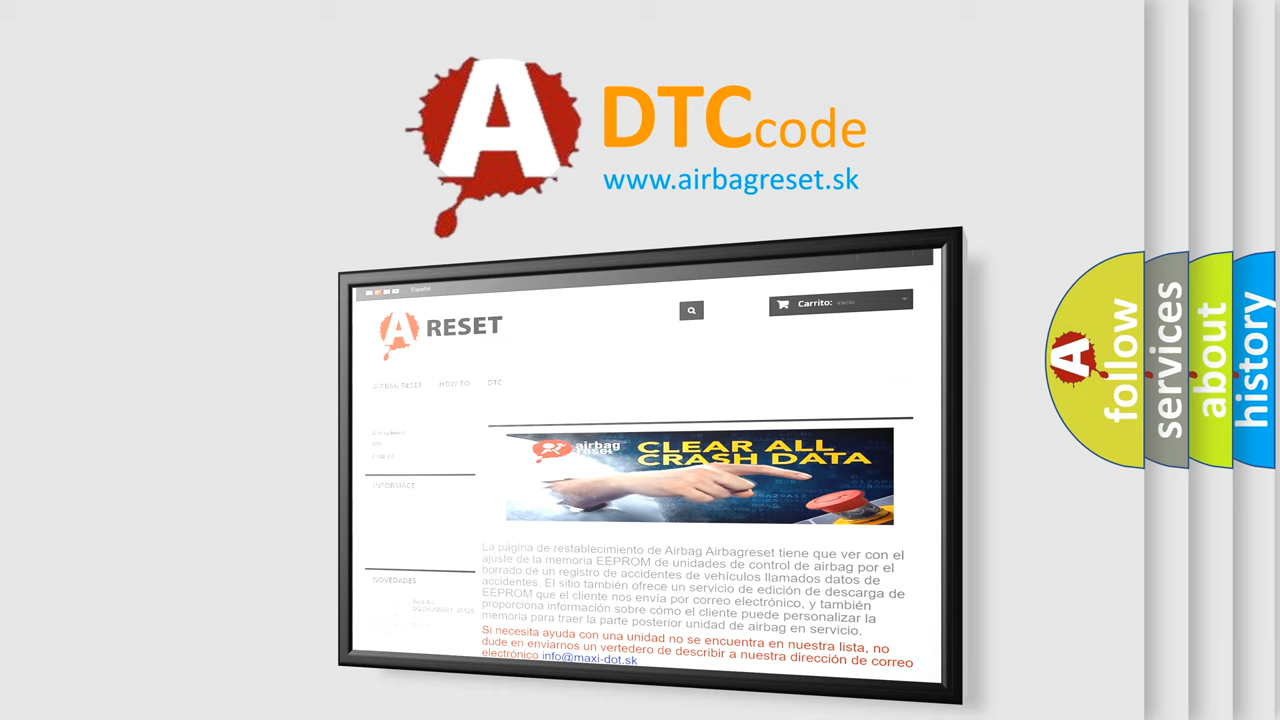 A
DTCcode
www.airbagreset.sk
Español
A RESET
Carrito: vacío
AIRBAG RESET HOW TO DTC
INFORMACE
airbag
reset
CLEAR ALL
CRASH DATA
La página de restablecimiento de Airbag Airbagreset tiene que ver con el
ajuste de la memoria EEPROM de unidades de control de airbag por el
borrado de un registro de accidentes de vehículos llamados datos de
accidentes. El sitio también ofrece un servicio de edición de descarga de
EEPROM que el cliente nos envía por correo electrónico, y también
proporciona información sobre cómo el cliente puede personalizar la
memoria para traer la parte posterior unidad de airbag en servicio.
NOVEDADES
Si necesita ayuda con una unidad no se encuentra en nuestra lista, no
dude en enviarnos un vertedero de describir a nuestra dirección de correo
electrónico info@maxi-dot.sk
A
follow
services
about
history